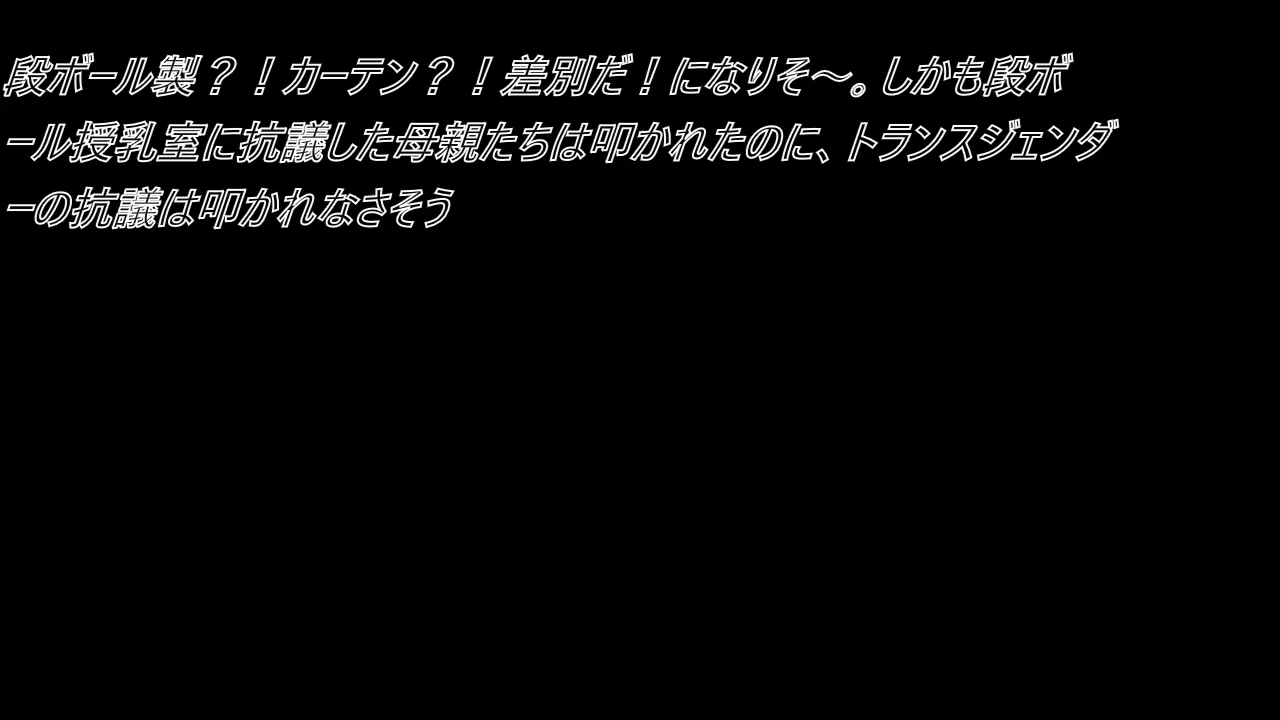 段ボール製？！カーテン？！差別だ！になりそ～。しかも段ボ
ール授乳室に抗議した母親たちは叩かれたのに、トランスジェンダ
ーの抗議は叩かれなさそう